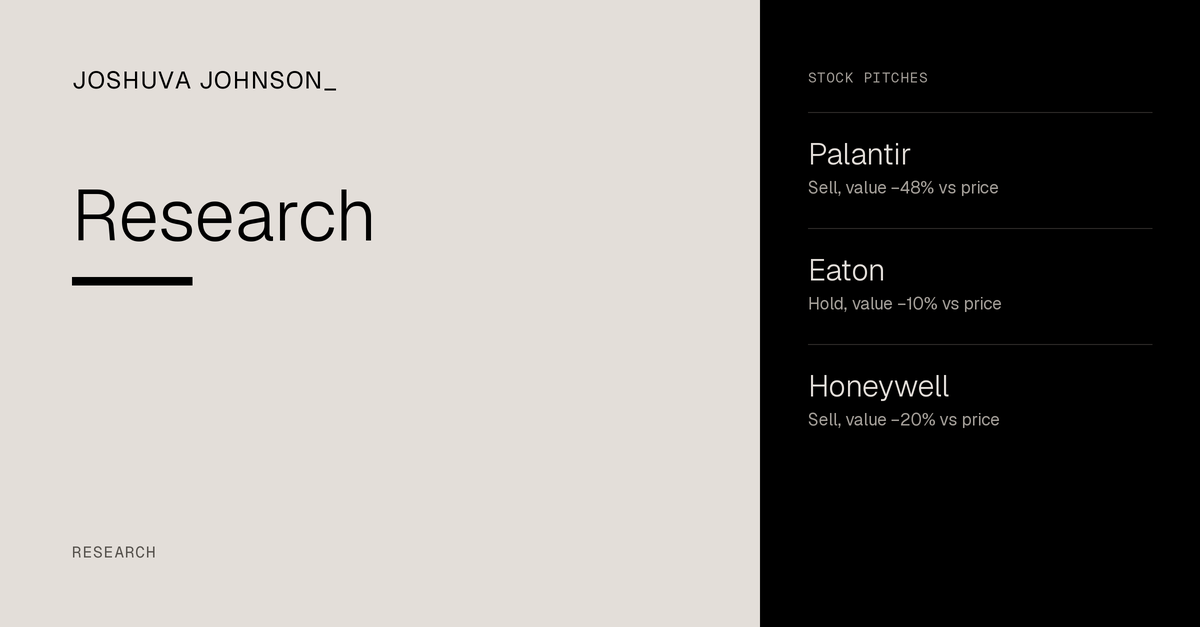 JOSHUVA JOHNSON_
Research
RESEARCH
STOCK PITCHES
Palantir
Sell, value −48% vs price
Eaton
Hold, value −10% vs price
Honeywell
Sell, value −20% vs price